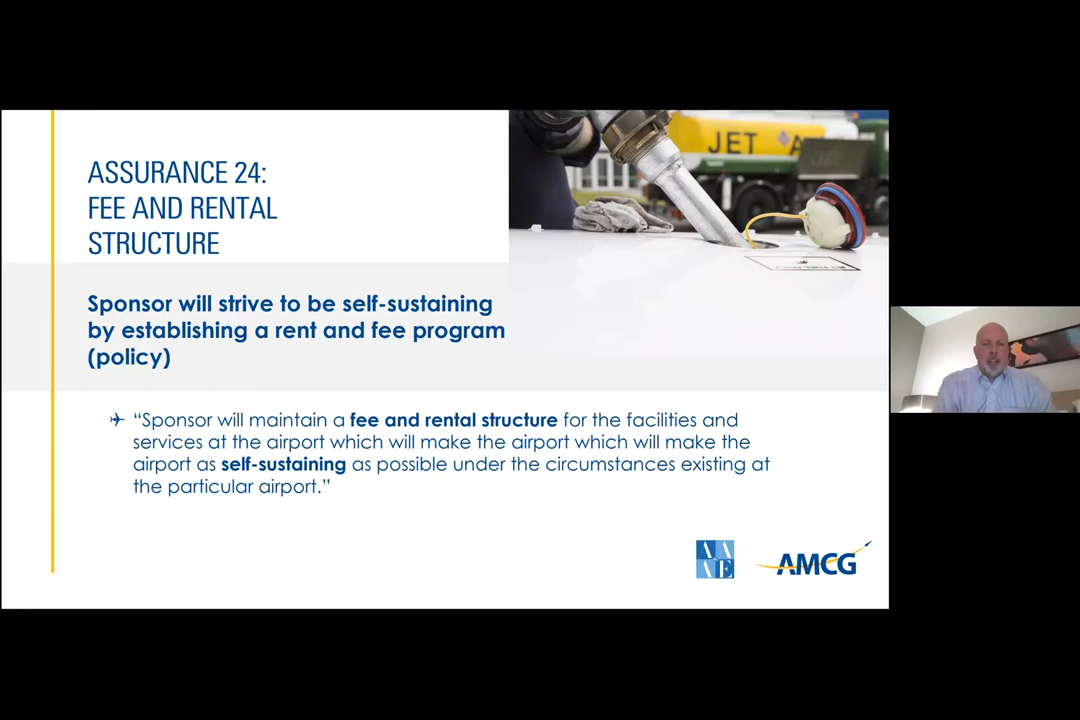 ASSURANCE 24:
FEE AND RENTAL
STRUCTURE
JET A
Sponsor will strive to be self-sustaining
by establishing a rent and fee program
(policy)
“Sponsor will maintain a fee and rental structure for the facilities and
services at the airport which will make the airport which will make the
airport as self-sustaining as possible under the circumstances existing at
the particular airport.”
AAAE
AMCG